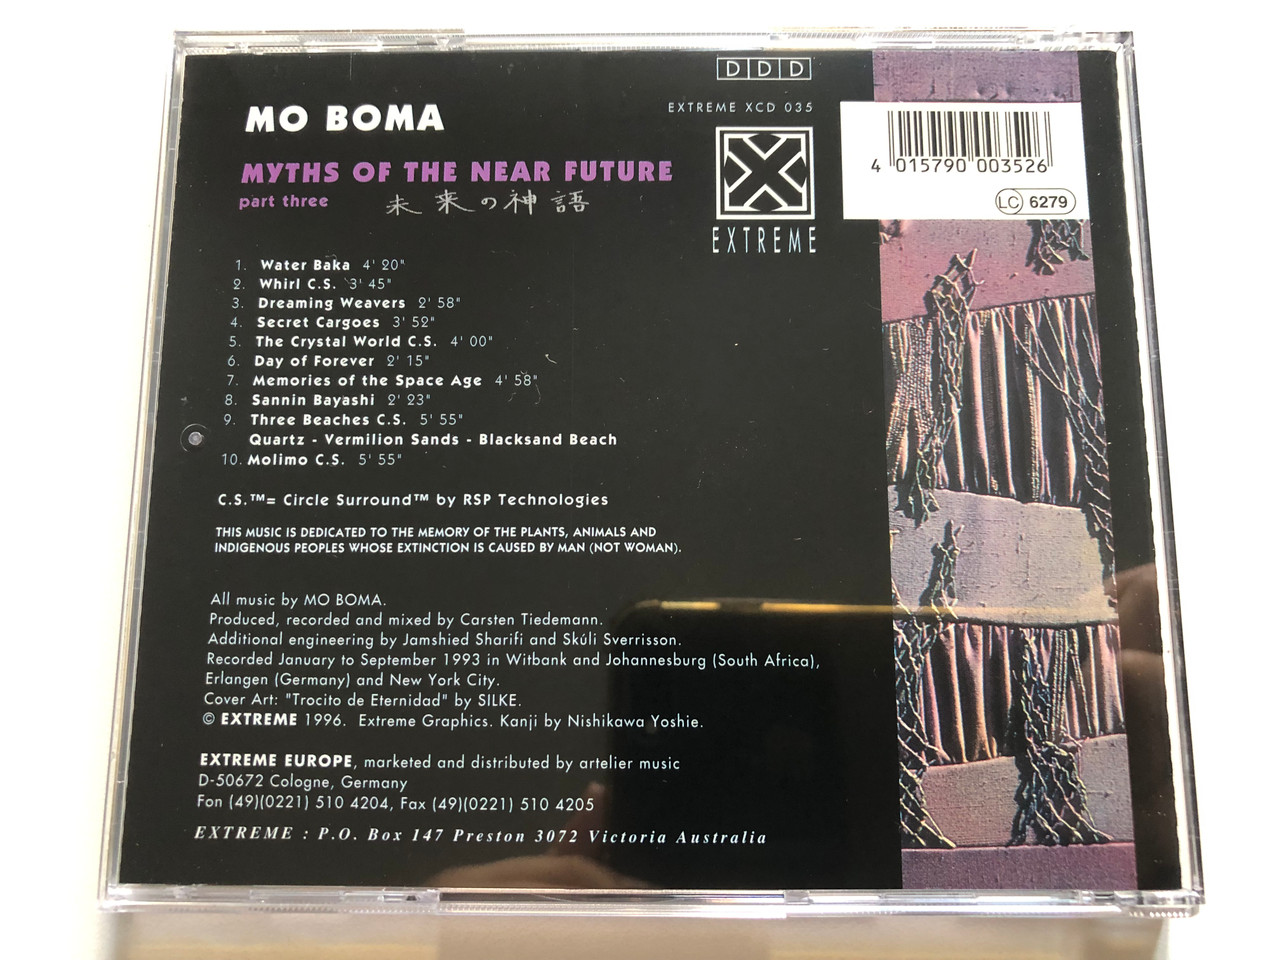 DDD
EXTREME XCD 035
MO BOMA
MYTHS OF THE NEAR FUTURE
part three 未来の神語
EXTREME
4 015790 003526
LC 6279
1. Water Baka 4' 20"
2. Whirl C.S. 3' 45"
3. Dreaming Weavers 2' 58"
4. Secret Cargoes 3' 52"
5. The Crystal World C.S. 4' 00"
6. Day of Forever 2' 15"
7. Memories of the Space Age 4' 58"
8. Sannin Bayashi 2' 23"
9. Three Beaches C.S. 5' 55"
Quartz - Vermilion Sands - Blacksand Beach
10. Molimo C.S. 5' 55"
C.S.™= Circle Surround™ by RSP Technologies
THIS MUSIC IS DEDICATED TO THE MEMORY OF THE PLANTS, ANIMALS AND
INDIGENOUS PEOPLES WHOSE EXTINCTION IS CAUSED BY MAN (NOT WOMAN).
All music by MO BOMA.
Produced, recorded and mixed by Carsten Tiedemann.
Additional engineering by Jamshied Sharifi and Skúli Sverrisson.
Recorded January to September 1993 in Witbank and Johannesburg (South Africa),
Erlangen (Germany) and New York City.
Cover Art: "Trocito de Eternidad" by SILKE.
© EXTREME 1996. Extreme Graphics. Kanji by Nishikawa Yoshie.
EXTREME EUROPE, marketed and distributed by artelier music
D-50672 Cologne, Germany
Fon (49)(0221) 510 4204, Fax (49)(0221) 510 4205
EXTREME : P.O. Box 147 Preston 3072 Victoria Australia